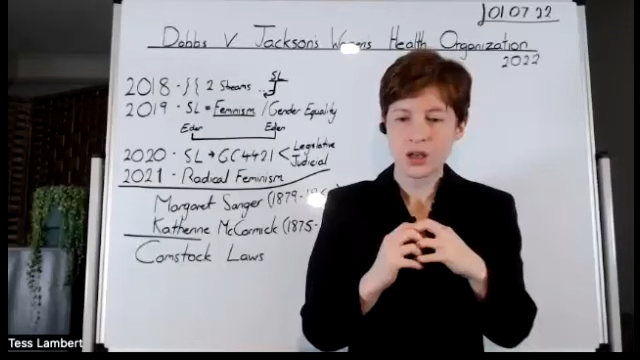 01 07 22
Dobbs V Jackson's Health Organization
2022
2018 · 2 Streams SL
2019 · SL = Feminism / Gender Equality
Eden Eden
2020 · SL → GC4421 < Legislative
Judicial
2021 · Radical Feminism
Margaret Sanger (1879-
Katherine McCormick (1875-
Comstock Laws
Tess Lambert